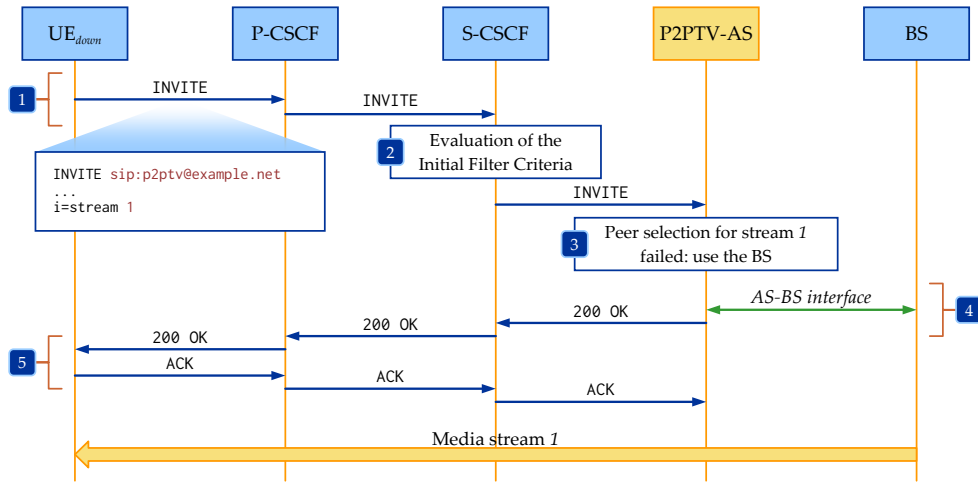 UEdown
P-CSCF
S-CSCF
P2PTV-AS
BS
1
INVITE
INVITE
2
Evaluation of the
Initial Filter Criteria
INVITE sip:p2ptv@example.net
...
i=stream 1
INVITE
3
Peer selection for stream 1
failed: use the BS
AS-BS interface
4
200 OK
200 OK
200 OK
5
ACK
ACK
ACK
Media stream 1